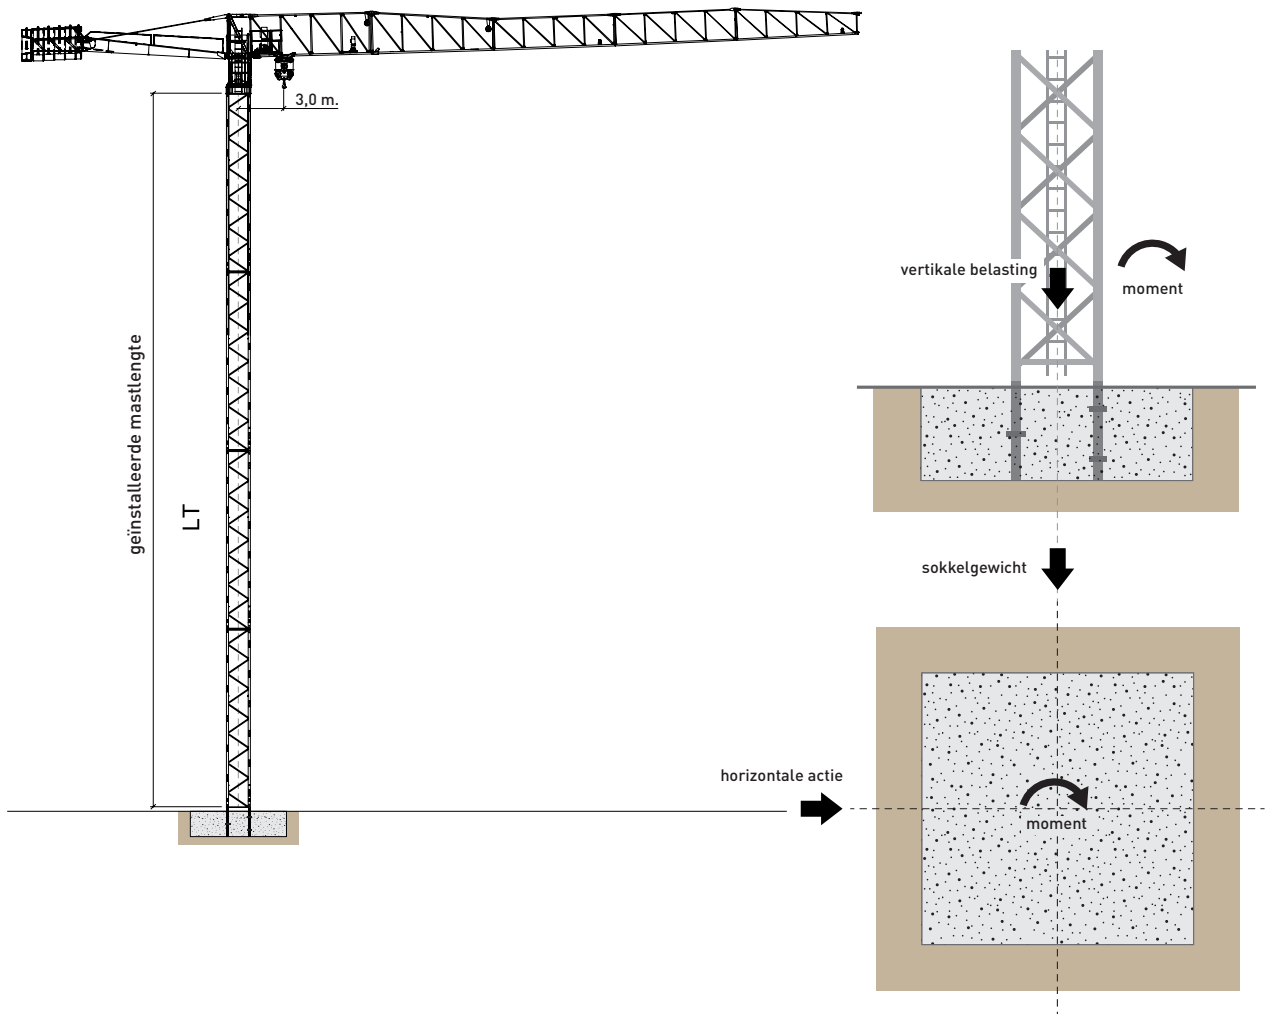 3,0 m.
geïnstalleerde mastlengte
LT
vertikale belasting
moment
sokkelgewicht
horizontale actie
moment